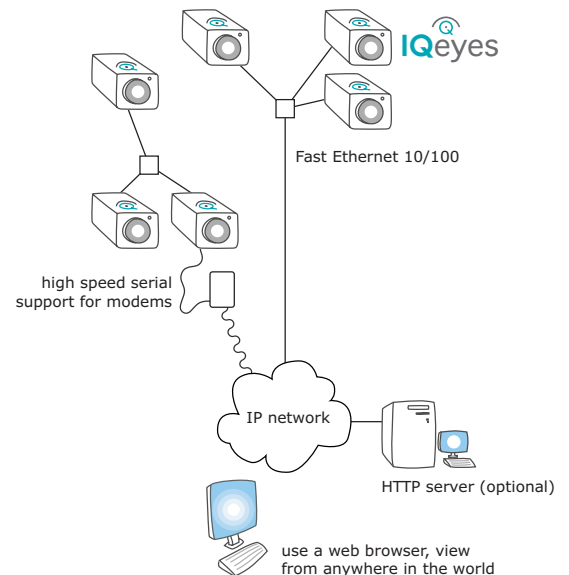 IQeyes
Fast Ethernet 10/100
high speed serial
support for modems
IP network
HTTP server (optional)
use a web browser, view
from anywhere in the world